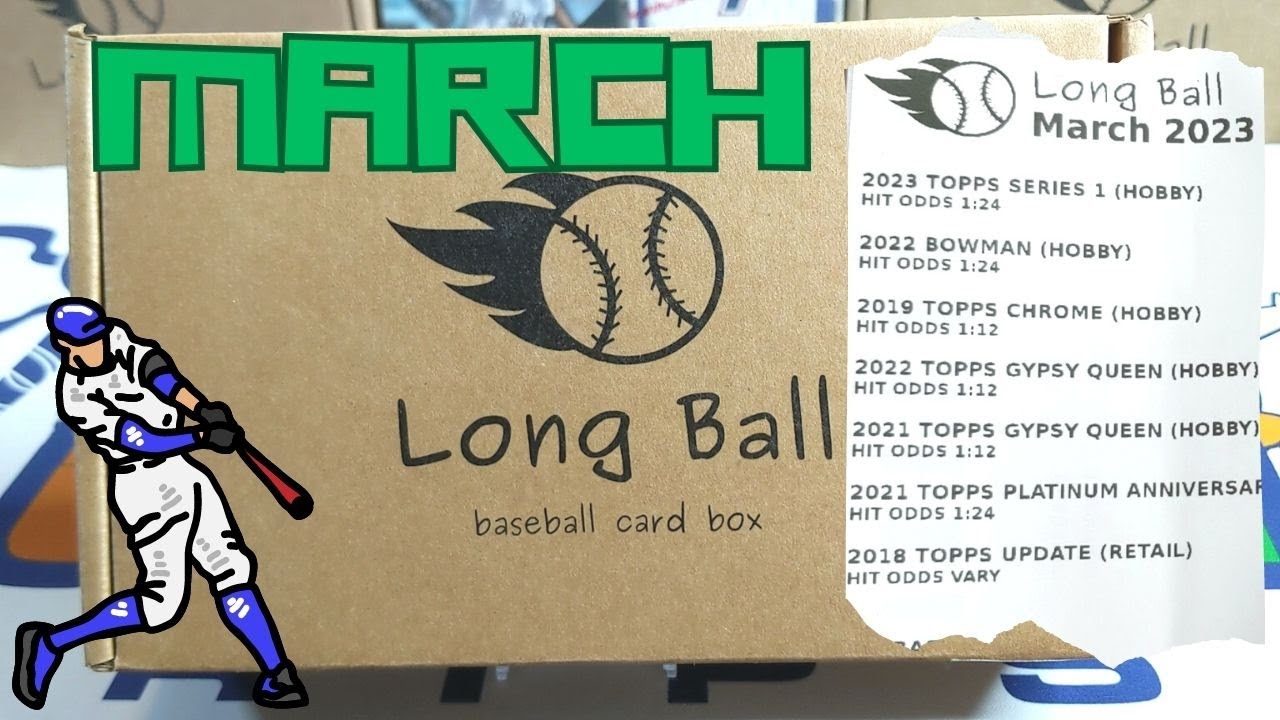 MARCH
Long Ball
baseball card box
Long Ball
March 2023
2023 TOPPS SERIES 1 (HOBBY)
HIT ODDS 1:24
2022 BOWMAN (HOBBY)
HIT ODDS 1:24
2019 TOPPS CHROME (HOBBY)
HIT ODDS 1:12
2022 TOPPS GYPSY QUEEN (HOBBY)
HIT ODDS 1:12
2021 TOPPS GYPSY QUEEN (HOBBY)
HIT ODDS 1:12
2021 TOPPS PLATINUM ANNIVERSAR
HIT ODDS 1:24
2018 TOPPS UPDATE (RETAIL)
HIT ODDS VARY